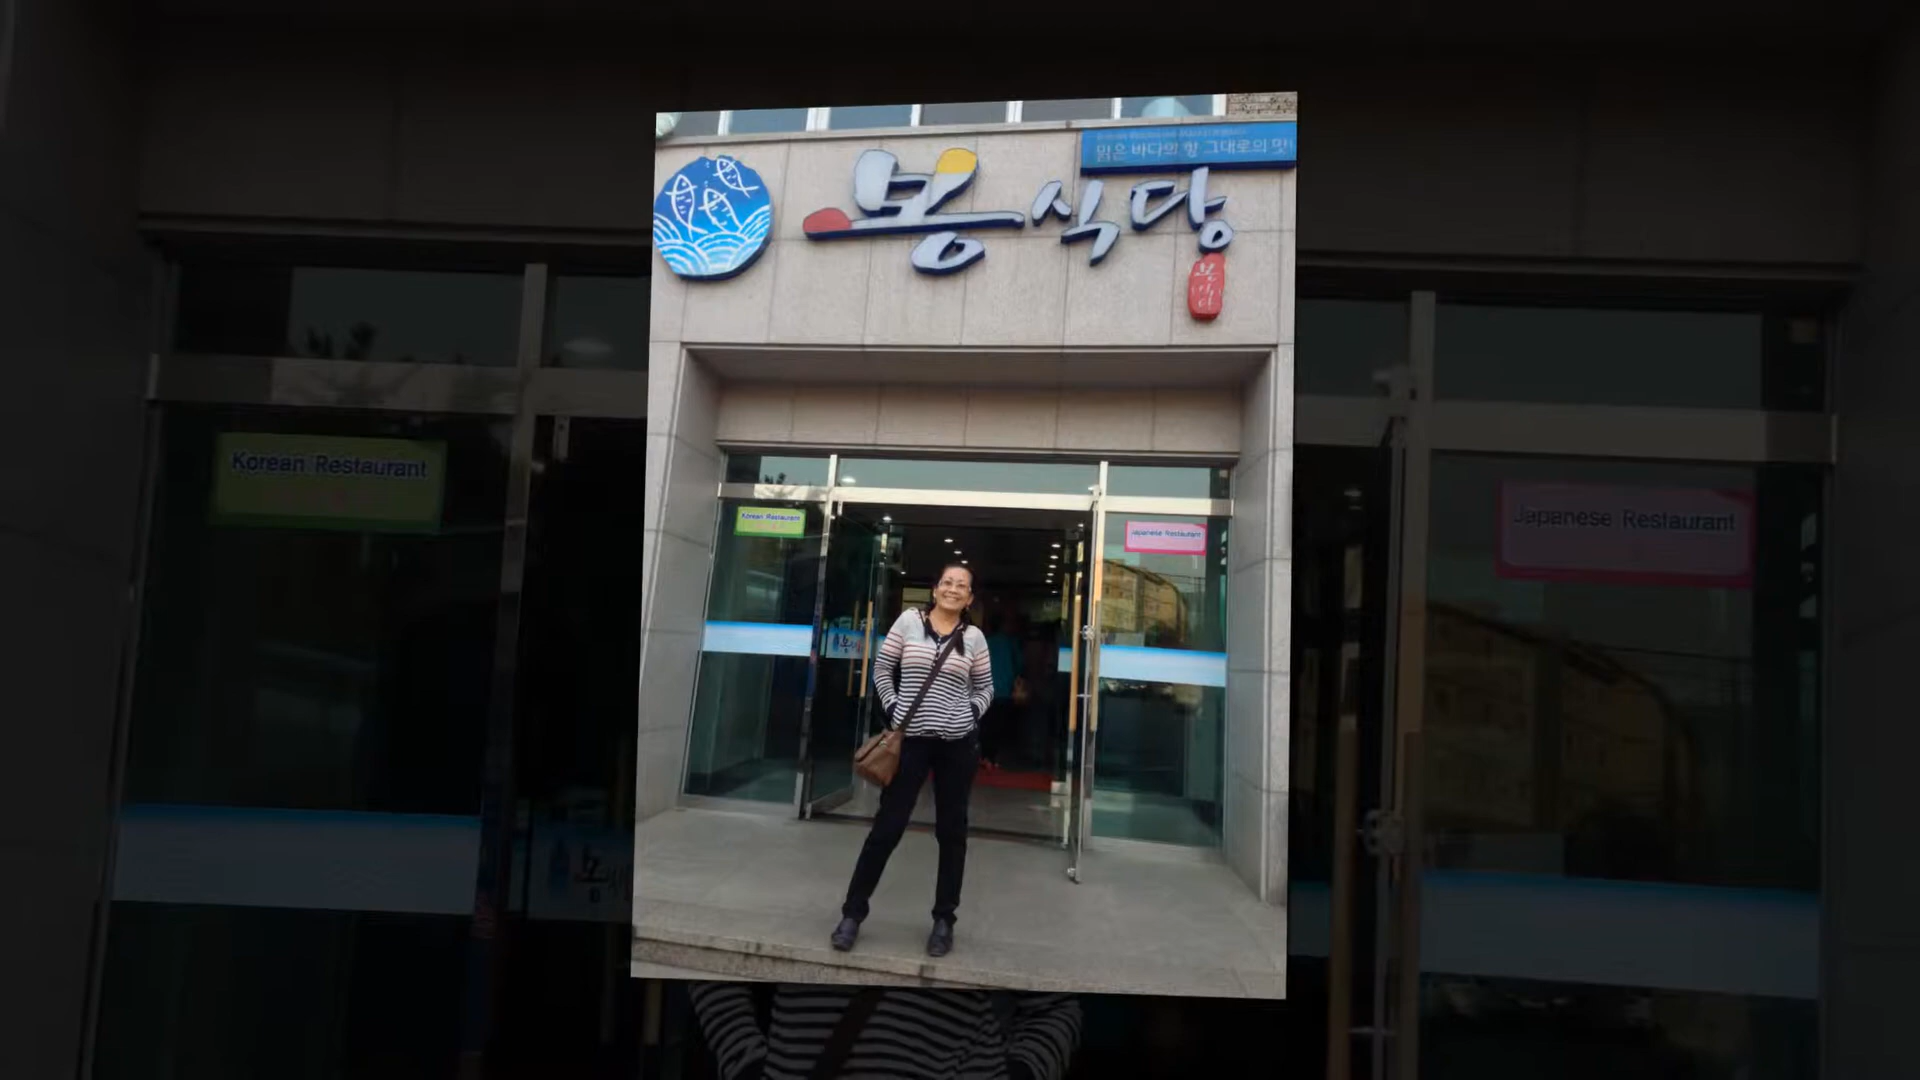 맑은 바다의 향 그대로의 맛!
봉식당
Korean Restaurant
Japanese Restaurant
Korean Restaurant
Japanese Restaurant